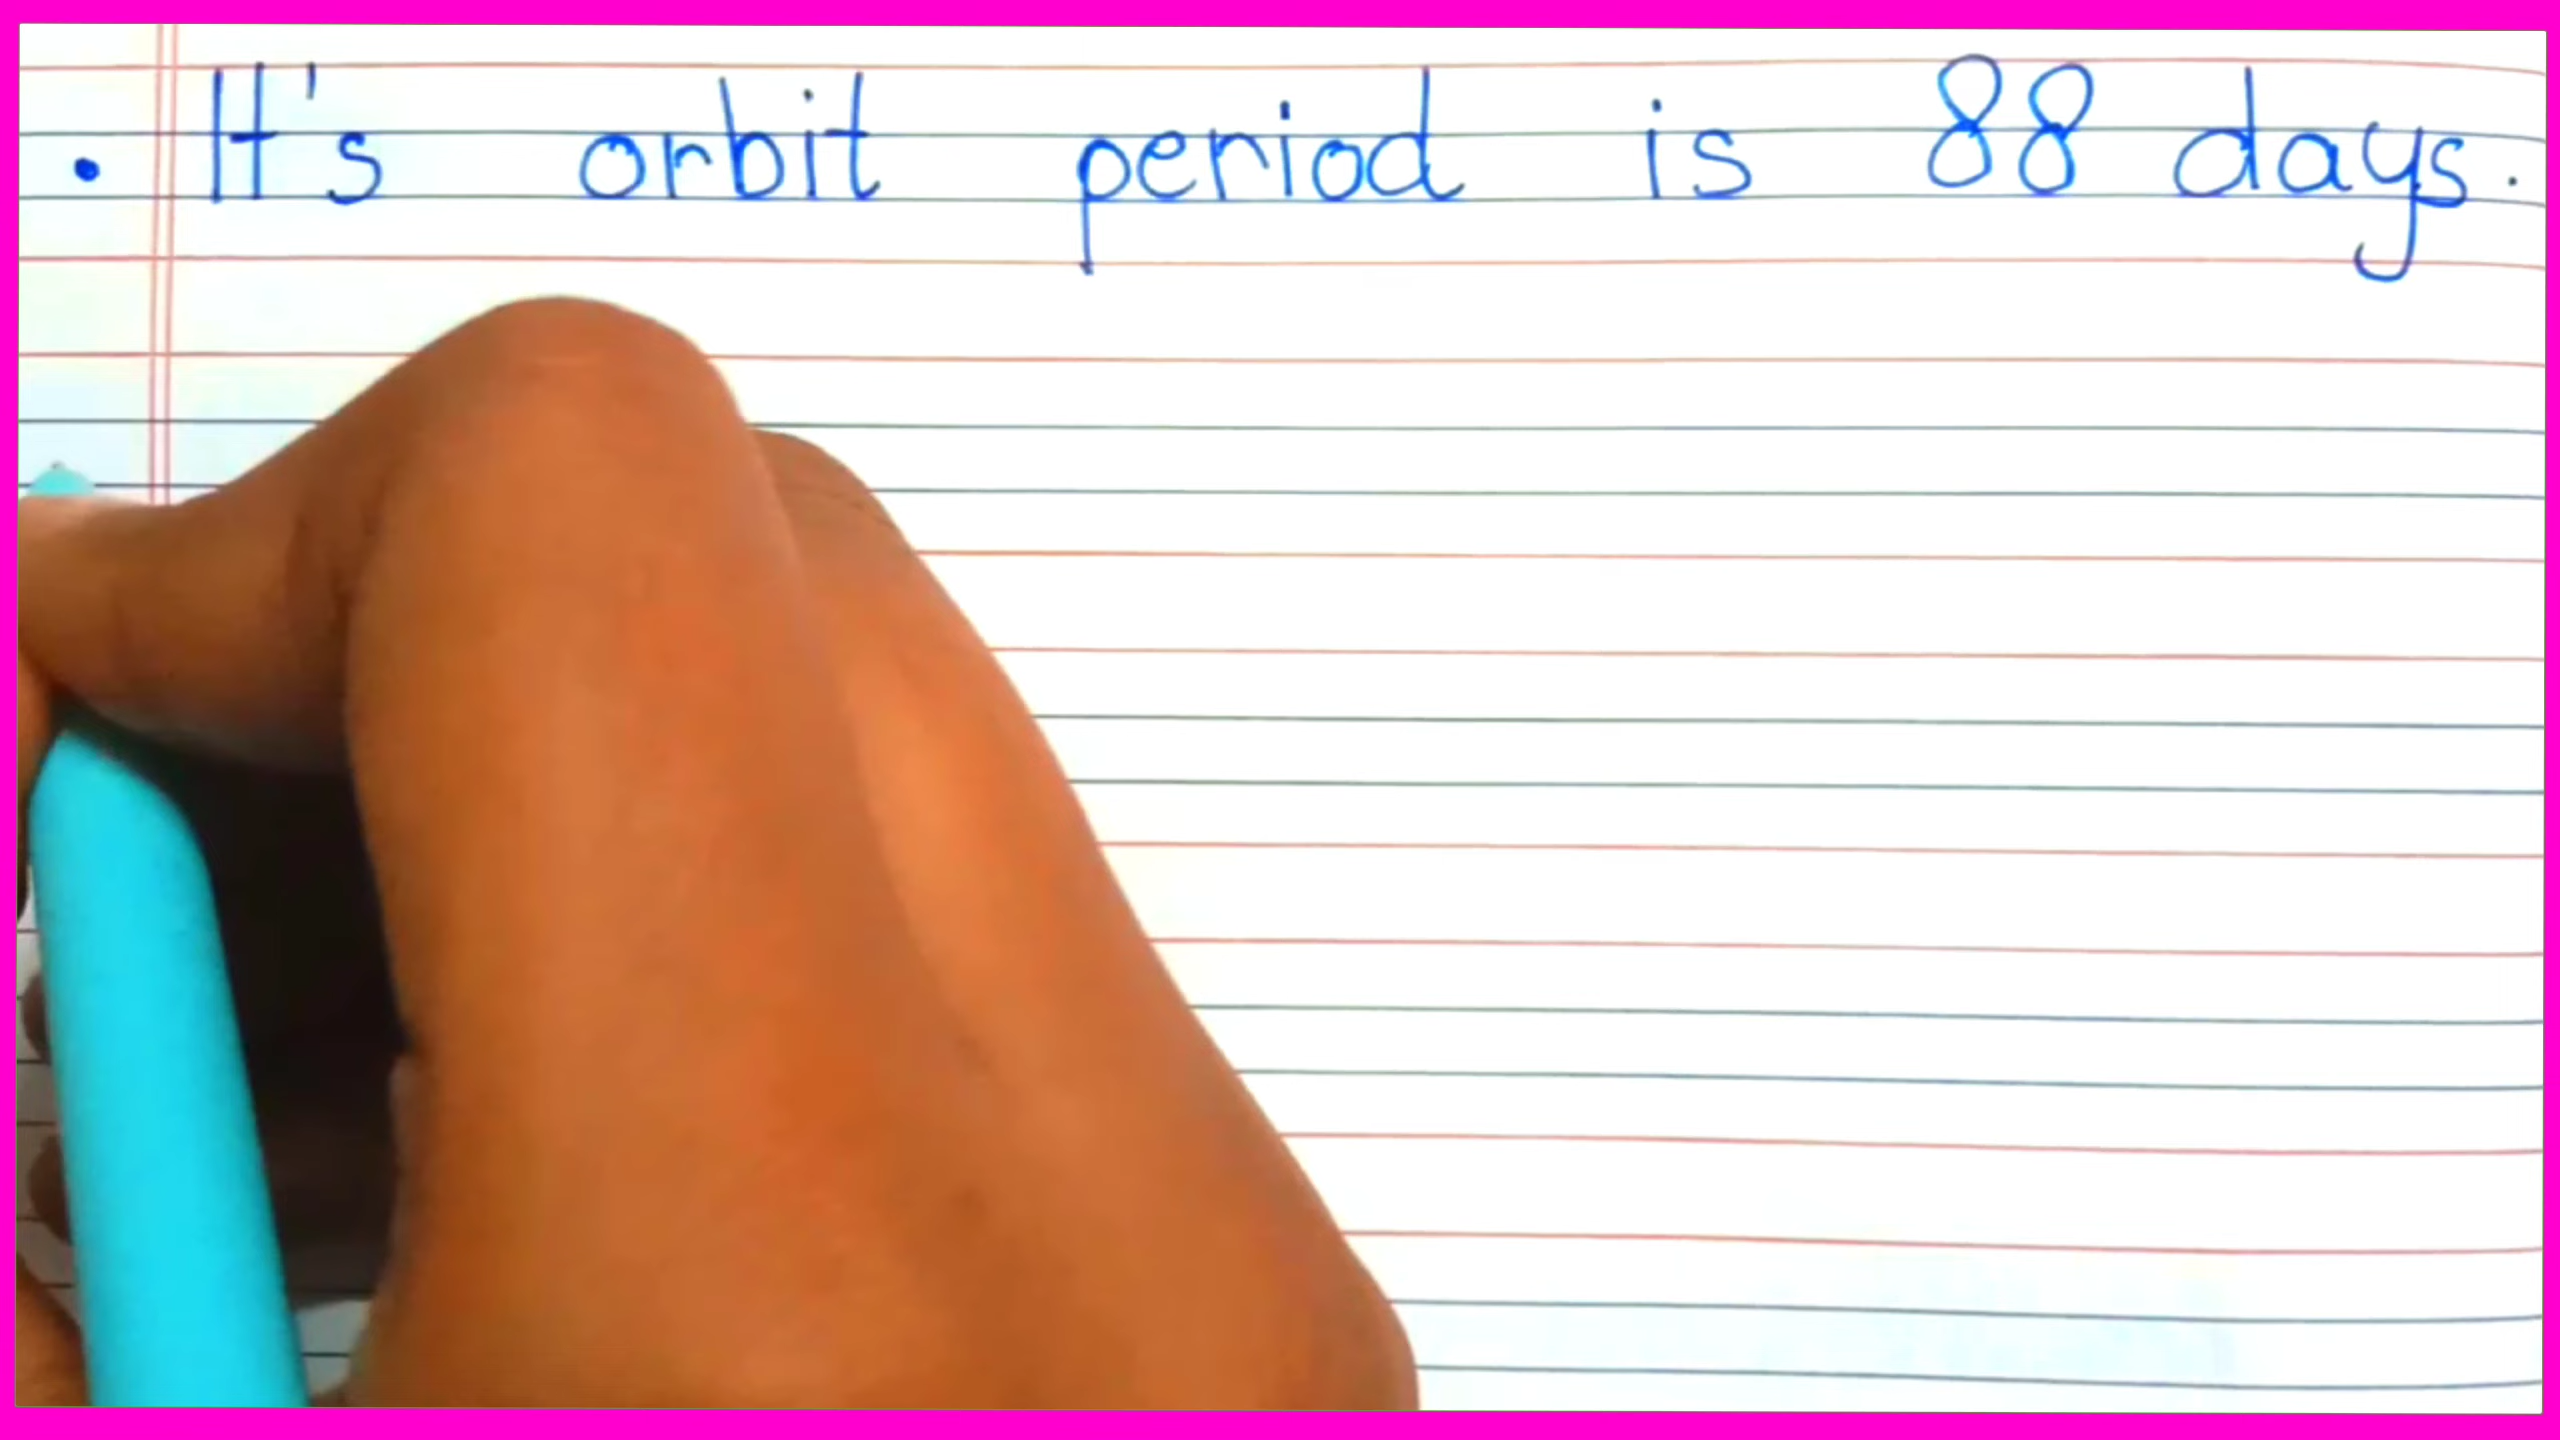 • It's orbit period is 88 days.